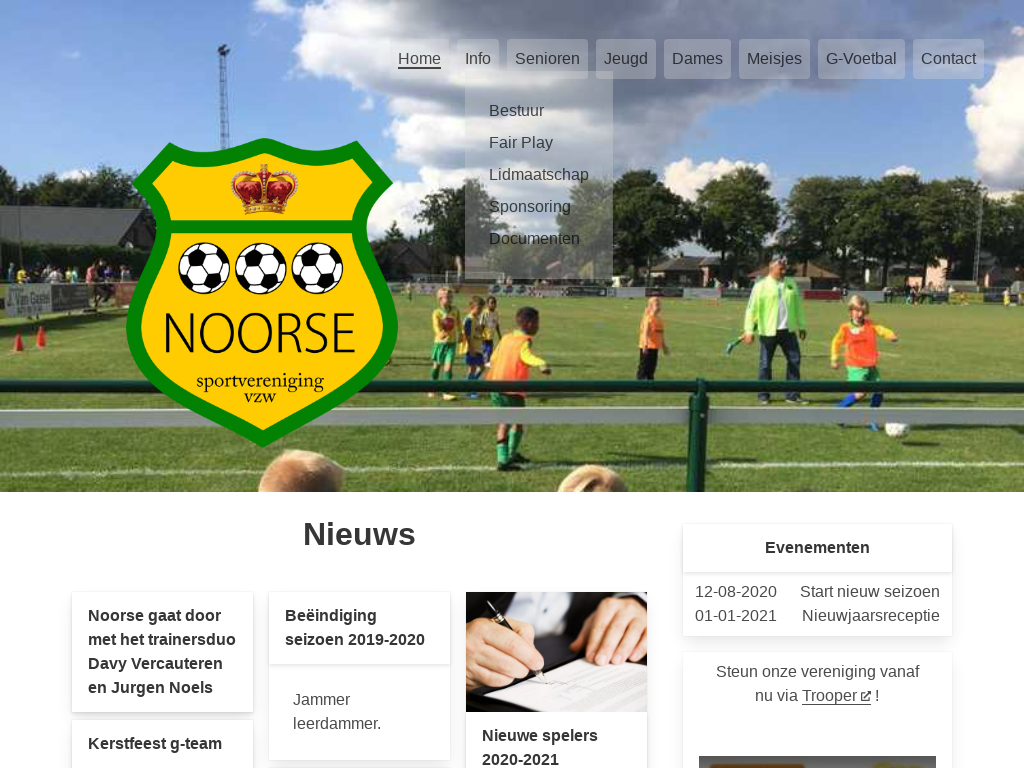 Home Info Senioren Jeugd Dames Meisjes G-Voetbal Contact
Bestuur
Fair Play
Lidmaatschap
Sponsoring
Documenten
NOORSE
sportvereniging
vzw
Nieuws
Noorse gaat door
met het trainersduo
Davy Vercauteren
en Jurgen Noels
Kerstfeest g-team
Beëindiging
seizoen 2019-2020
Jammer
leerdammer.
Nieuwe spelers
2020-2021
Evenementen
12-08-2020 Start nieuw seizoen
01-01-2021 Nieuwjaarsreceptie
Steun onze vereniging vanaf
nu via Trooper !